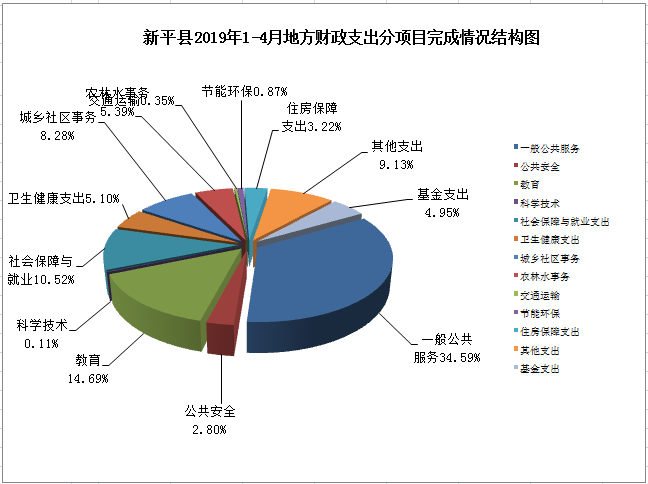 新平县2019年1-4月地方财政支出分项目完成情况结构图
农林水事务
5.39%
交通运输0.35%
节能环保0.87%
住房保障
支出3.22%
城乡社区事务
8.28%
其他支出
9.13%
卫生健康支出5.10%
基金支出
4.95%
社会保障与
就业10.52%
科学技术
0.11%
教育
14.69%
公共安全
2.80%
一般公共
服务34.59%
一般公共服务
公共安全
教育
科学技术
社会保障与就业支出
卫生健康支出
城乡社区事务
农林水事务
交通运输
节能环保
住房保障支出
其他支出
基金支出